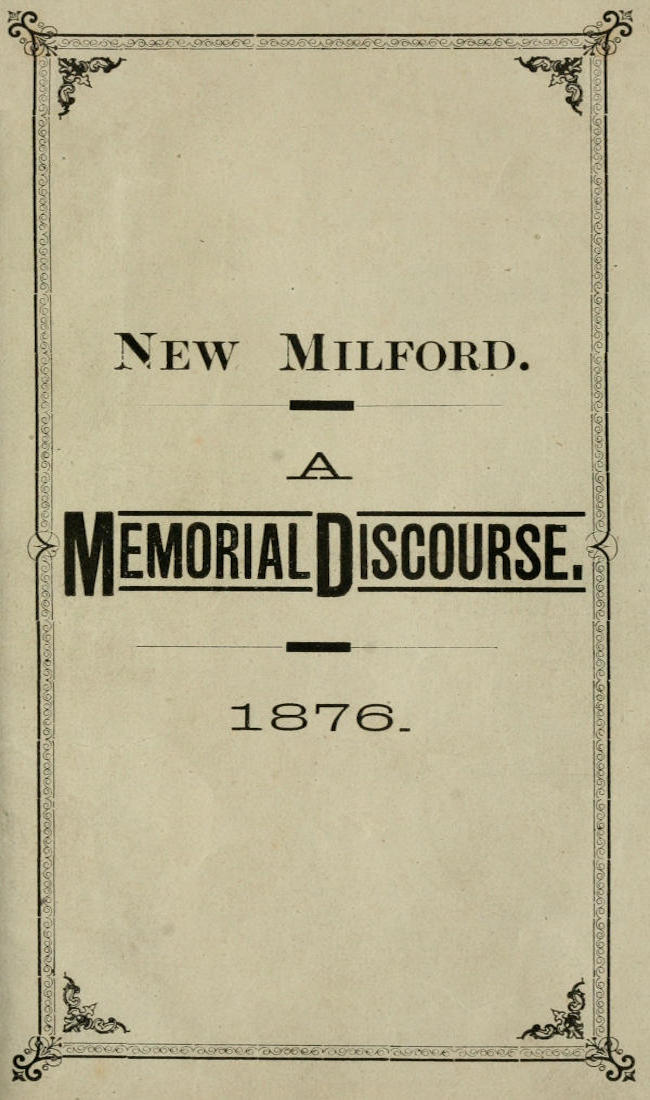 New Milford.
A
Memorial Discourse.
1876.